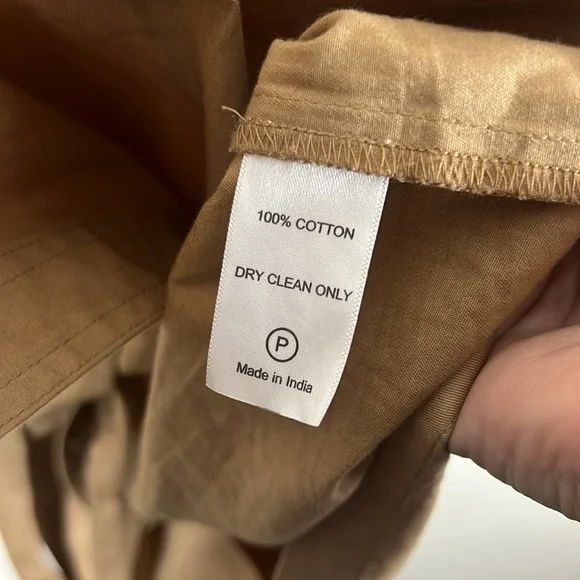 100% COTTON
DRY CLEAN ONLY
P
Made in India